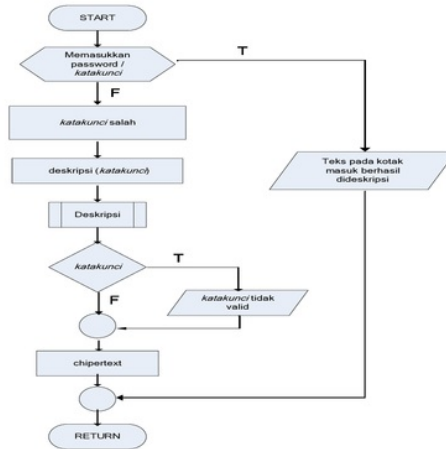 START
Memasukkan
password /
katakunci
T
F
katakunci salah
Teks pada kotak
masuk berhasil
dideskripsi
deskripsi (katakunci)
Deskripsi
katakunci
T
F
katakunci tidak
valid
chipertext
RETURN